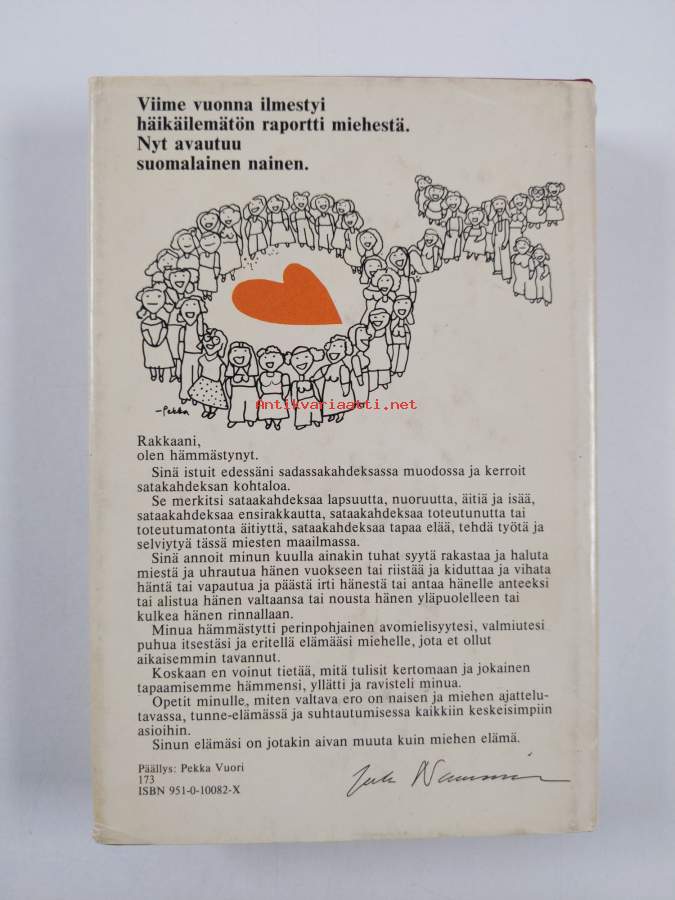 Viime vuonna ilmestyi
häikäilemätön raportti miehestä.
Nyt avautuu
suomalainen nainen.
-Pekka
Antikvariaatti.net
Rakkaani,
olen hämmästynyt.
Sinä istuit edessäni sadassakahdeksassa muodossa ja kerroit
satakahdeksan kohtaloa.
Se merkitsi sataakahdeksaa lapsuutta, nuoruutta, äitiä ja isää,
sataakahdeksaa ensirakkautta, sataakahdeksaa toteutunutta tai
toteutumatonta äitiyttä, sataakahdeksaa tapaa elää, tehdä työtä ja
selviytyä tässä miesten maailmassa.
Sinä annoit minun kuulla ainakin tuhat syytä rakastaa ja haluta
miestä ja uhrautua hänen vuokseen tai riistää ja kiduttaa ja vihata
häntä tai vapautua ja päästä irti hänestä tai antaa hänelle anteeksi
tai alistua hänen valtaansa tai nousta hänen yläpuolelleen tai
kulkea hänen rinnallaan.
Minua hämmästytti perinpohjainen avomielisyytesi, valmiutesi
puhua itsestäsi ja eritellä elämääsi miehelle, jota et ollut
aikaisemmin tavannut.
Koskaan en voinut tietää, mitä tulisit kertomaan ja jokainen
tapaamisemme hämmensi, yllätti ja ravisteli minua.
Opetit minulle, miten valtava ero on naisen ja miehen ajattelu-
tavassa, tunne-elämässä ja suhtautumisessa kaikkiin keskeisimpiin
asioihin.
Sinun elämäsi on jotakin aivan muuta kuin miehen elämä.
Päällys: Pekka Vuori
173
ISBN 951-0-10082-X